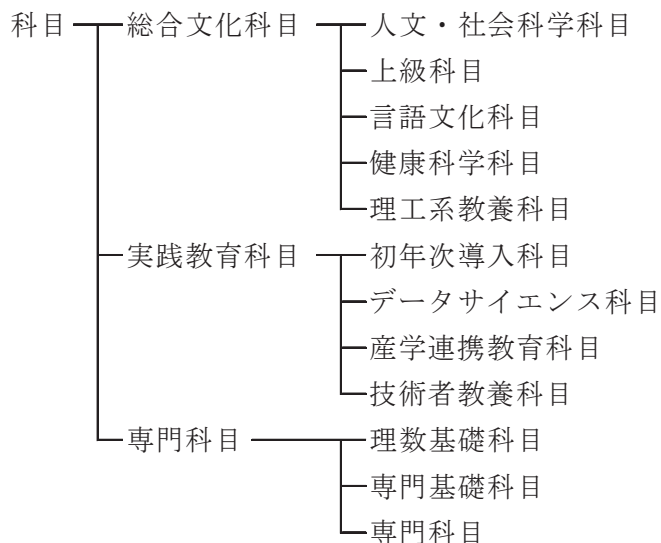 科目 総合文化科目 人文・社会科学科目
上級科目
言語文化科目
健康科学科目
理工系教養科目
実践教育科目 初年次導入科目
データサイエンス科目
産学連携教育科目
技術者教養科目
専門科目 理数基礎科目
専門基礎科目
専門科目